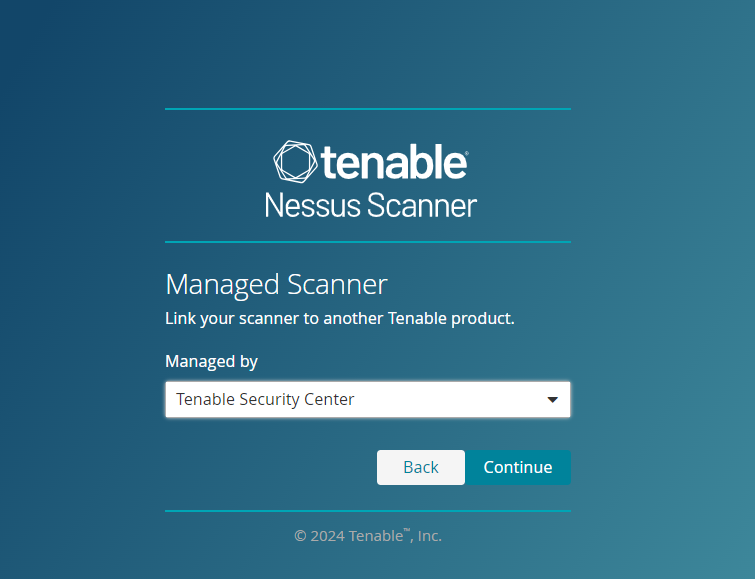 tenable®
Nessus Scanner
Managed Scanner
Link your scanner to another Tenable product.
Managed by
Tenable Security Center
Back
Continue
© 2024 Tenable™, Inc.